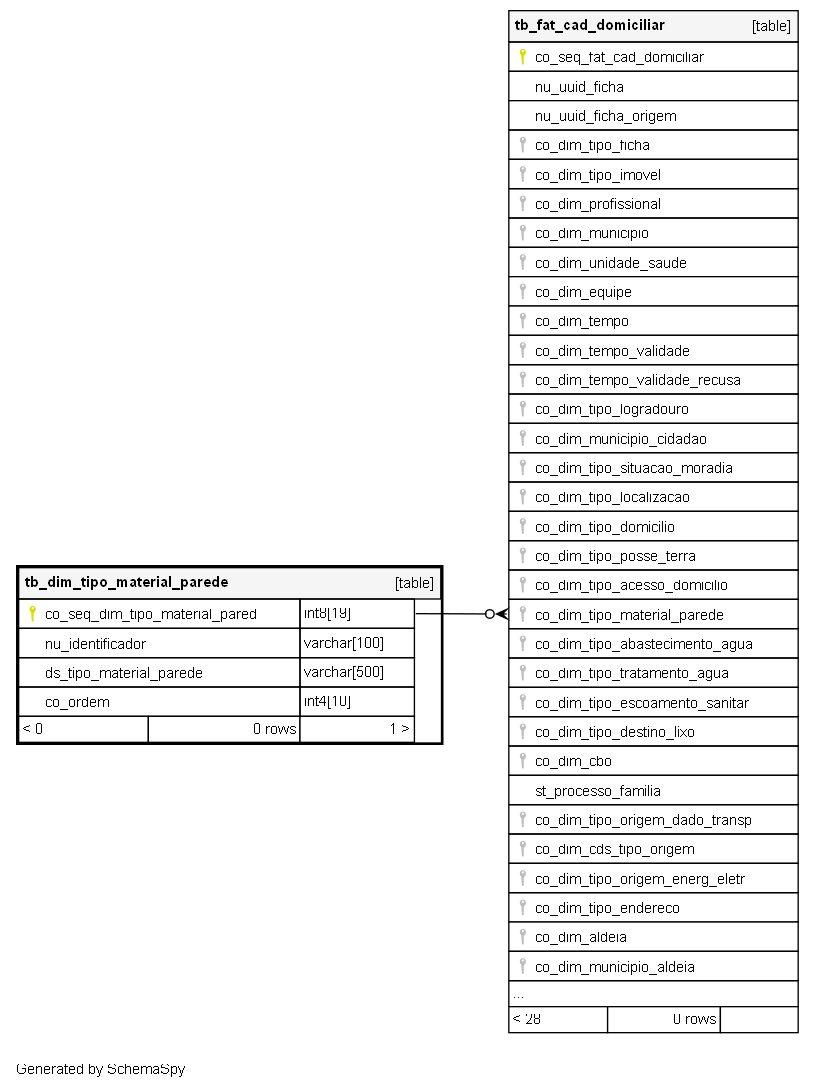 tb_fat_cad_domiciliar [table]
co_seq_fat_cad_domiciliar
nu_uuid_ficha
nu_uuid_ficha_origem
co_dim_tipo_ficha
co_dim_tipo_imovel
co_dim_profissional
co_dim_municipio
co_dim_unidade_saude
co_dim_equipe
co_dim_tempo
co_dim_tempo_validade
co_dim_tempo_validade_recusa
co_dim_tipo_logradouro
co_dim_municipio_cidadao
co_dim_tipo_situacao_moradia
co_dim_tipo_localizacao
co_dim_tipo_domicilio
co_dim_tipo_posse_terra
co_dim_tipo_acesso_domicilio
co_dim_tipo_material_parede
co_dim_tipo_abastecimento_agua
co_dim_tipo_tratamento_agua
co_dim_tipo_escoamento_sanitar
co_dim_tipo_destino_lixo
co_dim_cbo
st_processo_familia
co_dim_tipo_origem_dado_transp
co_dim_cds_tipo_origem
co_dim_tipo_origem_energ_eletr
co_dim_tipo_endereco
co_dim_aldeia
co_dim_municipio_aldeia
...
< 28 0 rows
tb_dim_tipo_material_parede [table]
co_seq_dim_tipo_material_pared int8[19]
nu_identificador varchar[100]
ds_tipo_material_parede varchar[500]
co_ordem int4[10]
< 0 0 rows 1 >
Generated by SchemaSpy